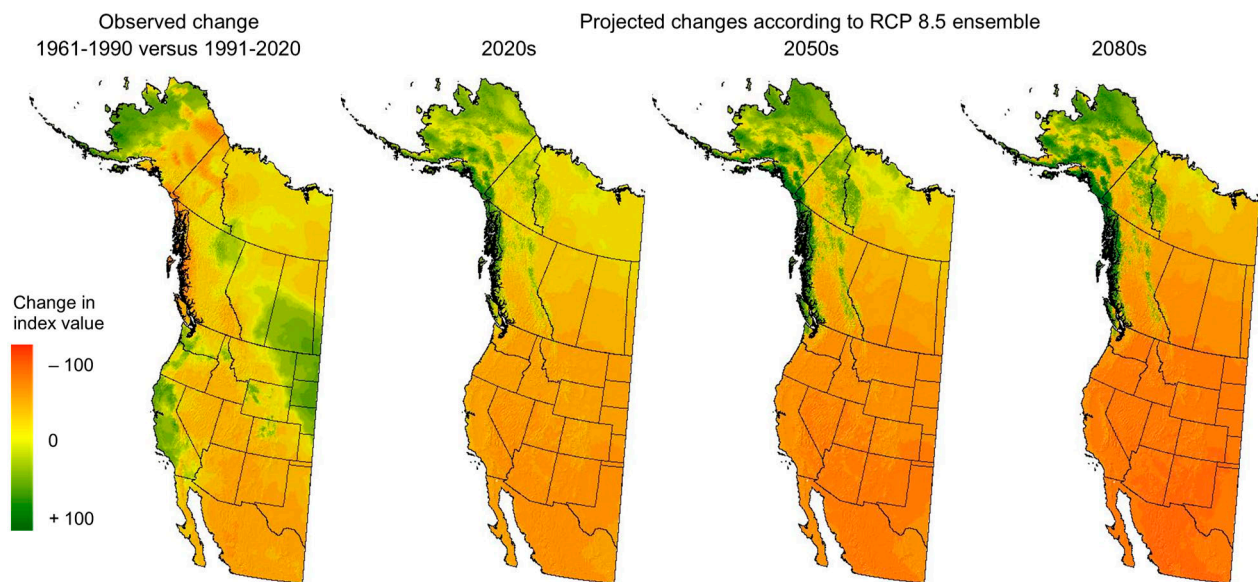 Observed change
1961-1990 versus 1991-2020
Projected changes according to RCP 8.5 ensemble
2020s
2050s
2080s
Change in
index value
– 100
0
+ 100